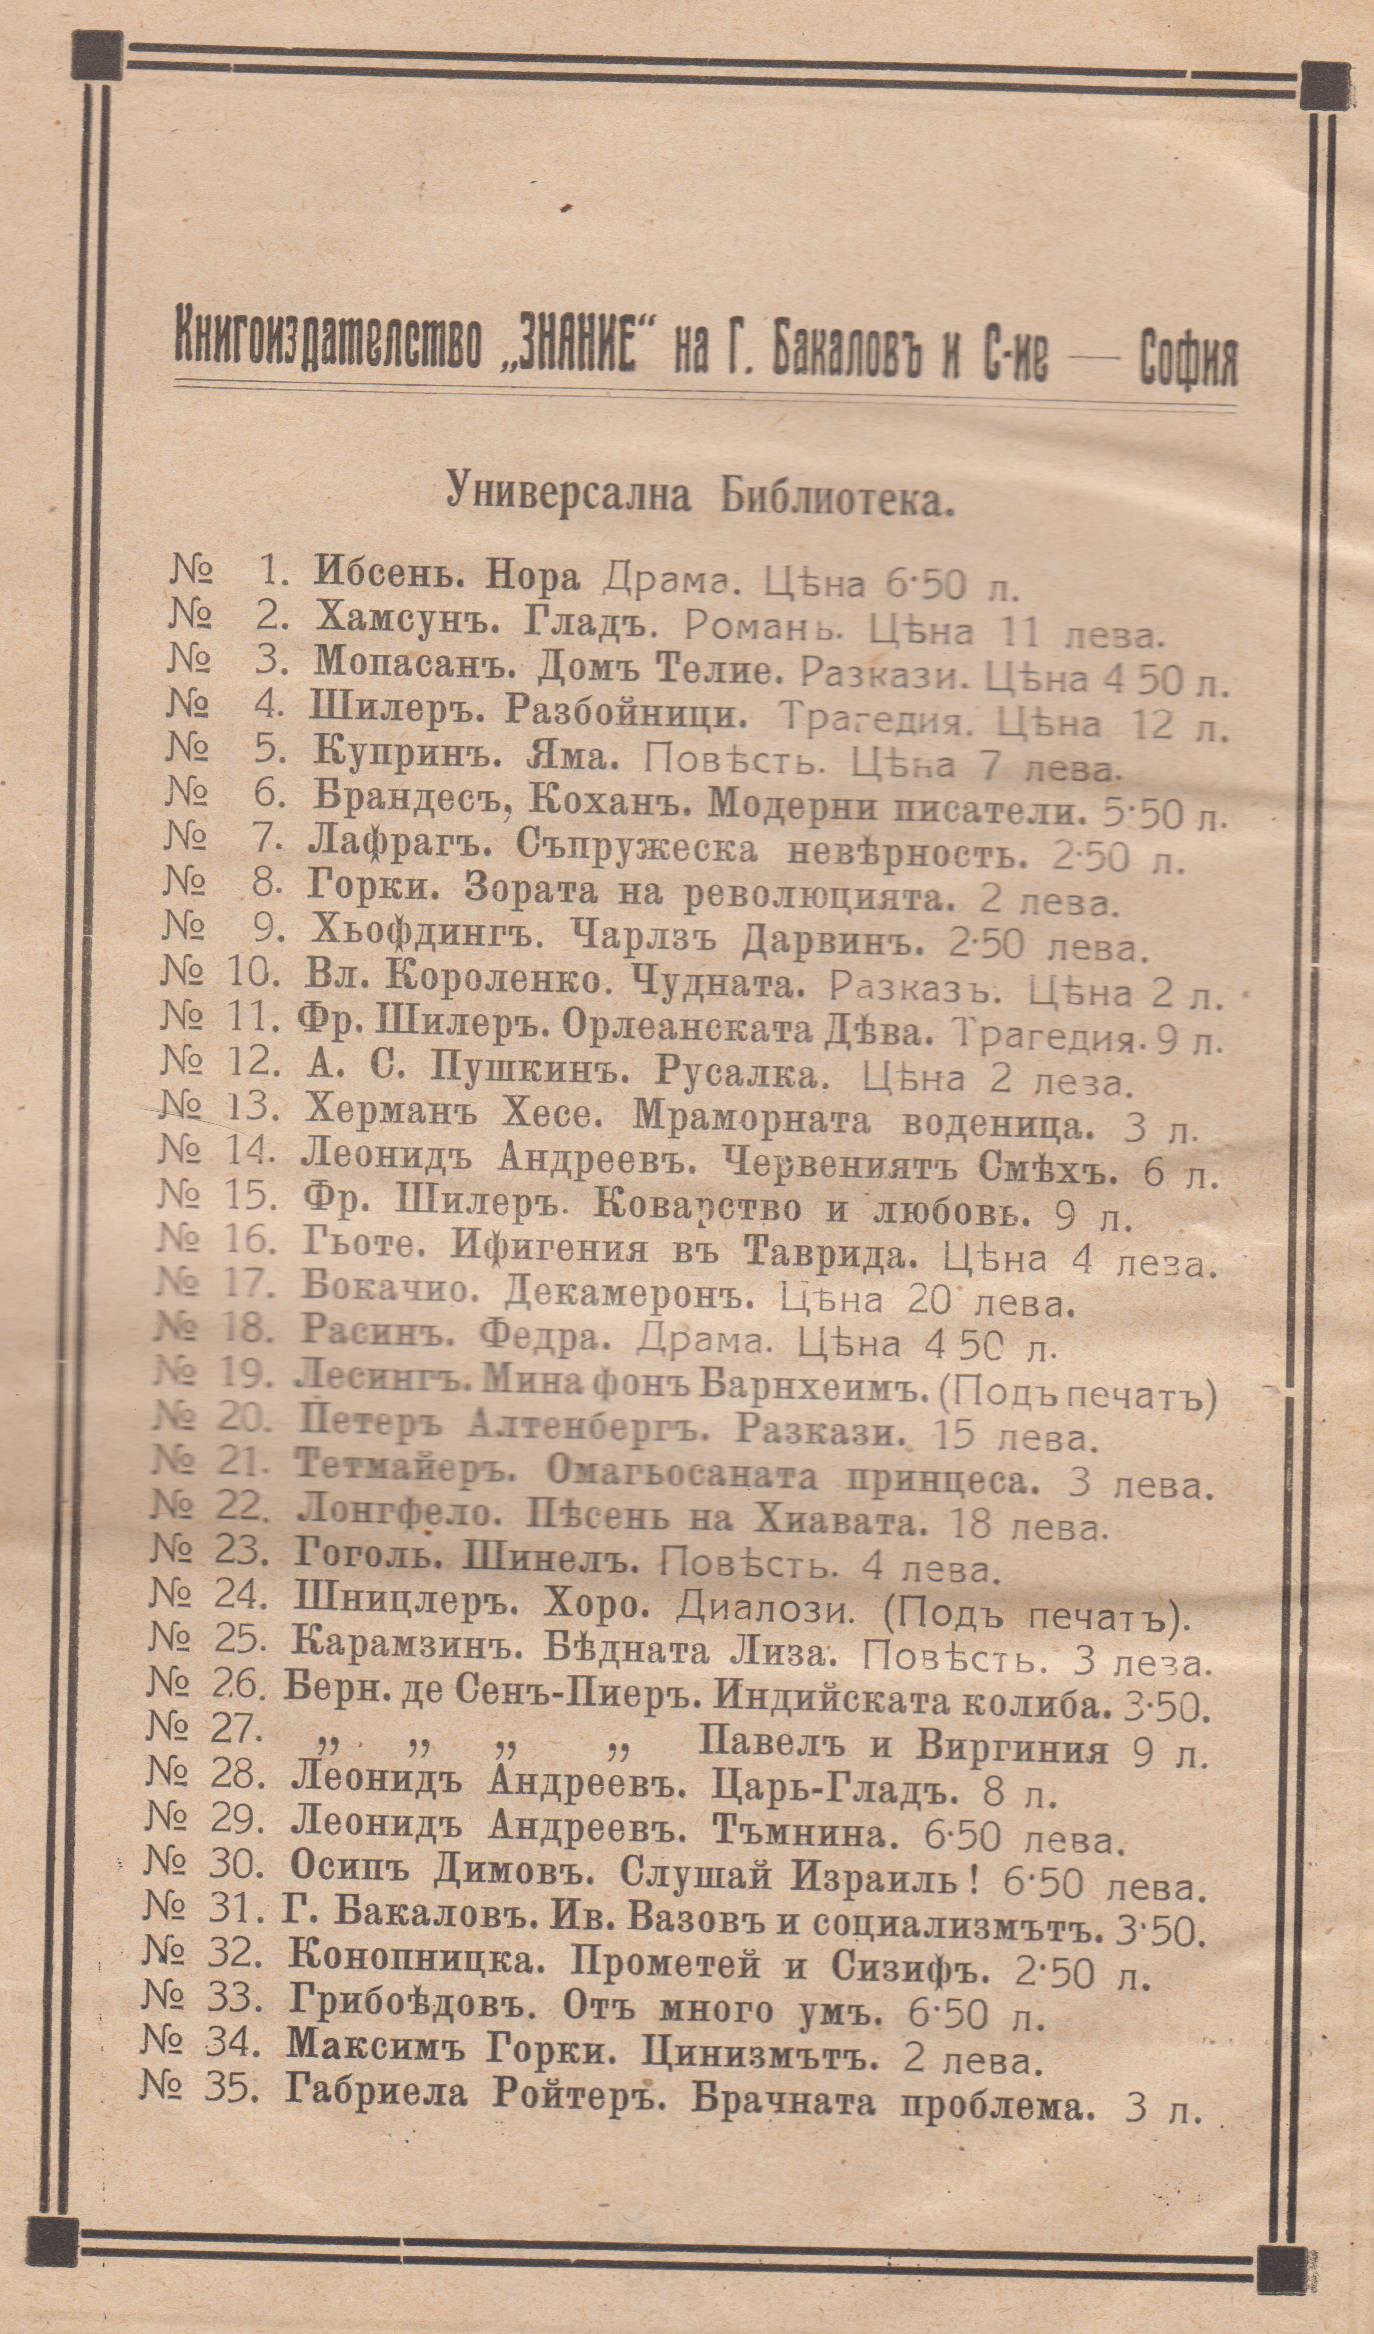 Книгоиздателство „ЗНАНИЕ“ на Г. Бакаловъ и С-ие — София
Универсална Библиотека.
№ 1. Ибсенъ. Нора Драма. Цѣна 6·50 л.
№ 2. Хамсунъ. Гладъ. Романъ. Цѣна 11 лева.
№ 3. Мопасанъ. Домъ Телие. Разкази. Цѣна 4 50 л.
№ 4. Шилеръ. Разбойници. Трагедия. Цѣна 12 л.
№ 5. Купринъ. Яма. Повѣсть. Цѣна 7 лева.
№ 6. Брандесъ, Коханъ. Модерни писатели. 5·50 л.
№ 7. Лафрагъ. Съпружеска невѣрность. 2·50 л.
№ 8. Горки. Зората на революцията. 2 лева.
№ 9. Хьофдингъ. Чарлзъ Дарвинъ. 2·50 лева.
№ 10. Вл. Короленко. Чудната. Разказъ. Цѣна 2 л.
№ 11. Фр. Шилеръ. Орлеанската Дѣва. Трагедия. 9 л.
№ 12. А. С. Пушкинъ. Русалка. Цѣна 2 лева.
№ 13. Херманъ Хесе. Мраморната воденица. 3 л.
№ 14. Леонидъ Андреевъ. Червениятъ Смѣхъ. 6 л.
№ 15. Фр. Шилеръ. Коварство и любовь. 9 л.
№ 16. Гьоте. Ифигения въ Таврида. Цѣна 4 лева.
№ 17. Бокачио. Декамеронъ. Цѣна 20 лева.
№ 18. Расинъ. Федра. Драма. Цѣна 4 50 л.
№ 19. Лесингъ. Мина фонъ Барнхеимъ. (Подъ печатъ)
№ 20. Петеръ Алтенбергъ. Разкази. 15 лева.
№ 21. Тетмайеръ. Омагьосаната принцеса. 3 лева.
№ 22. Лонгфело. Пѣсень на Хиавата. 18 лева.
№ 23. Гоголь. Шинелъ. Повѣсть. 4 лева.
№ 24. Шницлеръ. Хоро. Диалози. (Подъ печатъ).
№ 25. Карамзинъ. Бѣдната Лиза. Повѣсть. 3 лева.
№ 26. Берн. де Сенъ-Пиеръ. Индийската колиба. 3·50.
№ 27. „ „ „ „ Павелъ и Виргиния 9 л.
№ 28. Леонидъ Андреевъ. Царь-Гладъ. 8 л.
№ 29. Леонидъ Андреевъ. Тъмнина. 6·50 лева.
№ 30. Осипъ Димовъ. Слушай Израиль! 6·50 лева.
№ 31. Г. Бакаловъ. Ив. Вазовъ и социализмътъ. 3·50.
№ 32. Конопницка. Прометей и Сизифъ. 2·50 л.
№ 33. Грибоѣдовъ. Отъ много умъ. 6·50 л.
№ 34. Максимъ Горки. Цинизмътъ. 2 лева.
№ 35. Габриела Ройтеръ. Брачната проблема. 3 л.